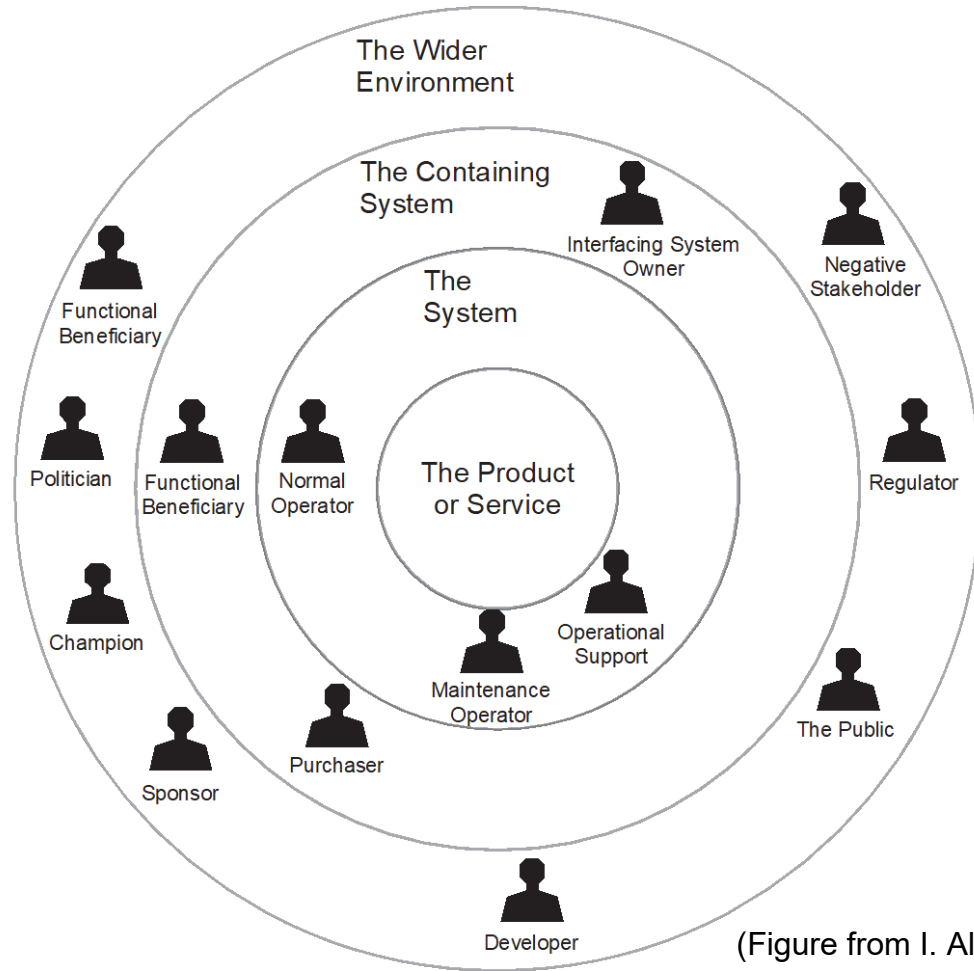 The Wider
Environment
The Containing
System
Interfacing System
Owner
Negative
Stakeholder
The
System
Functional
Beneficiary
Politician
Functional
Beneficiary
Normal
Operator
The Product
or Service
Regulator
Champion
Operational
Support
Maintenance
Operator
The Public
Purchaser
Sponsor
Developer
(Figure from I. Al